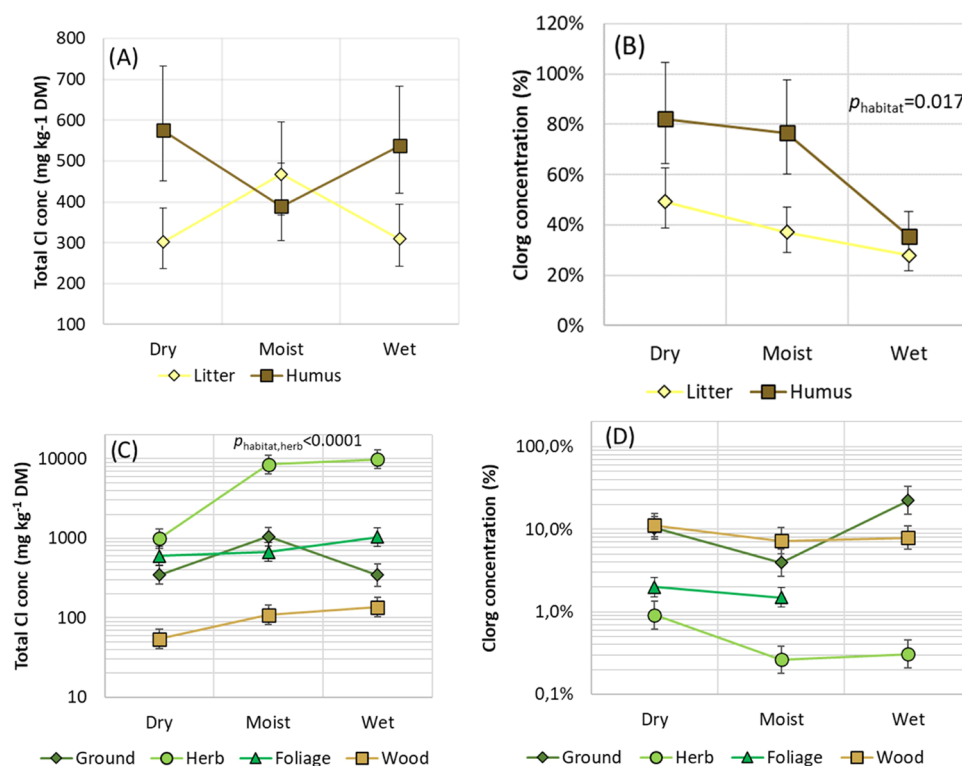 (A)
Total Cl conc (mg kg-1 DM)
800
700
600
500
400
300
200
100
Dry Moist Wet
Litter Humus
(B)
Clorg concentration (%)
120%
100%
80%
60%
40%
20%
0%
phabitat=0.017
Dry Moist Wet
Litter Humus
(C)
Total Cl conc (mg kg-1 DM)
10000
1000
100
10
phabitat,herb<0.0001
Dry Moist Wet
Ground Herb Foliage Wood
(D)
Clorg concentration (%)
100,0%
10,0%
1,0%
0,1%
Dry Moist Wet
Ground Herb Foliage Wood